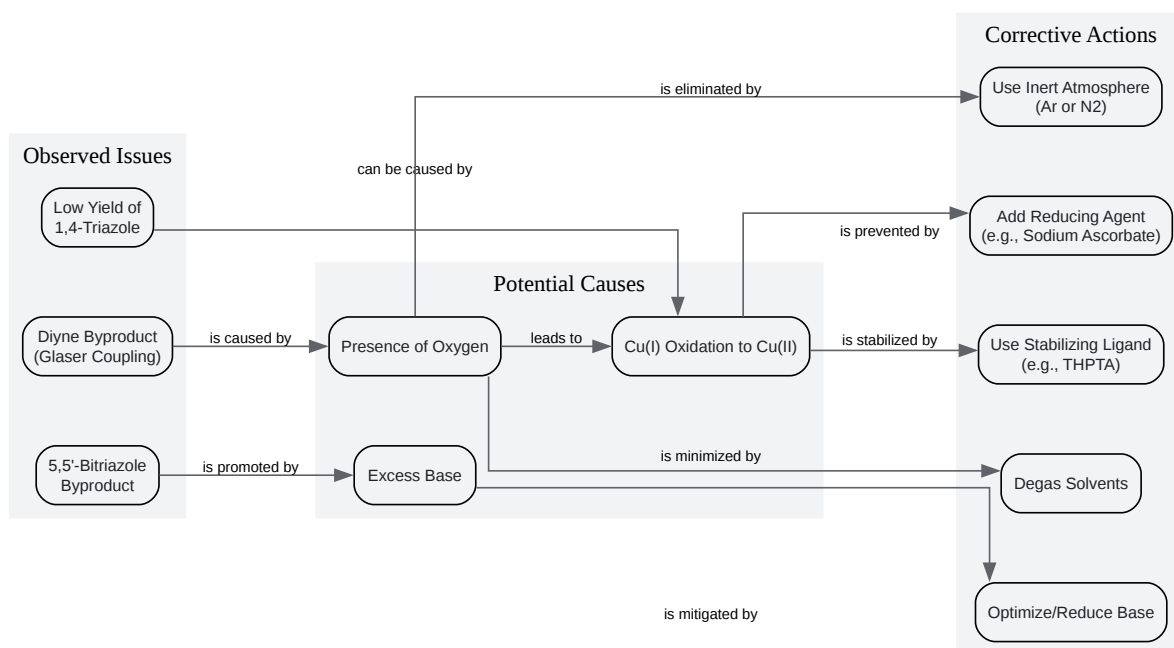 Corrective Actions
is eliminated by
Use Inert Atmosphere
(Ar or N2)
Observed Issues
can be caused by
Low Yield of
1,4-Triazole
Add Reducing Agent
(e.g., Sodium Ascorbate)
is prevented by
Potential Causes
Diyne Byproduct
(Glaser Coupling)
is caused by
Presence of Oxygen
leads to
Cu(I) Oxidation to Cu(II)
is stabilized by
Use Stabilizing Ligand
(e.g., THPTA)
5,5'-Bitriazole
Byproduct
is promoted by
Excess Base
is minimized by
Degas Solvents
is mitigated by
Optimize/Reduce Base